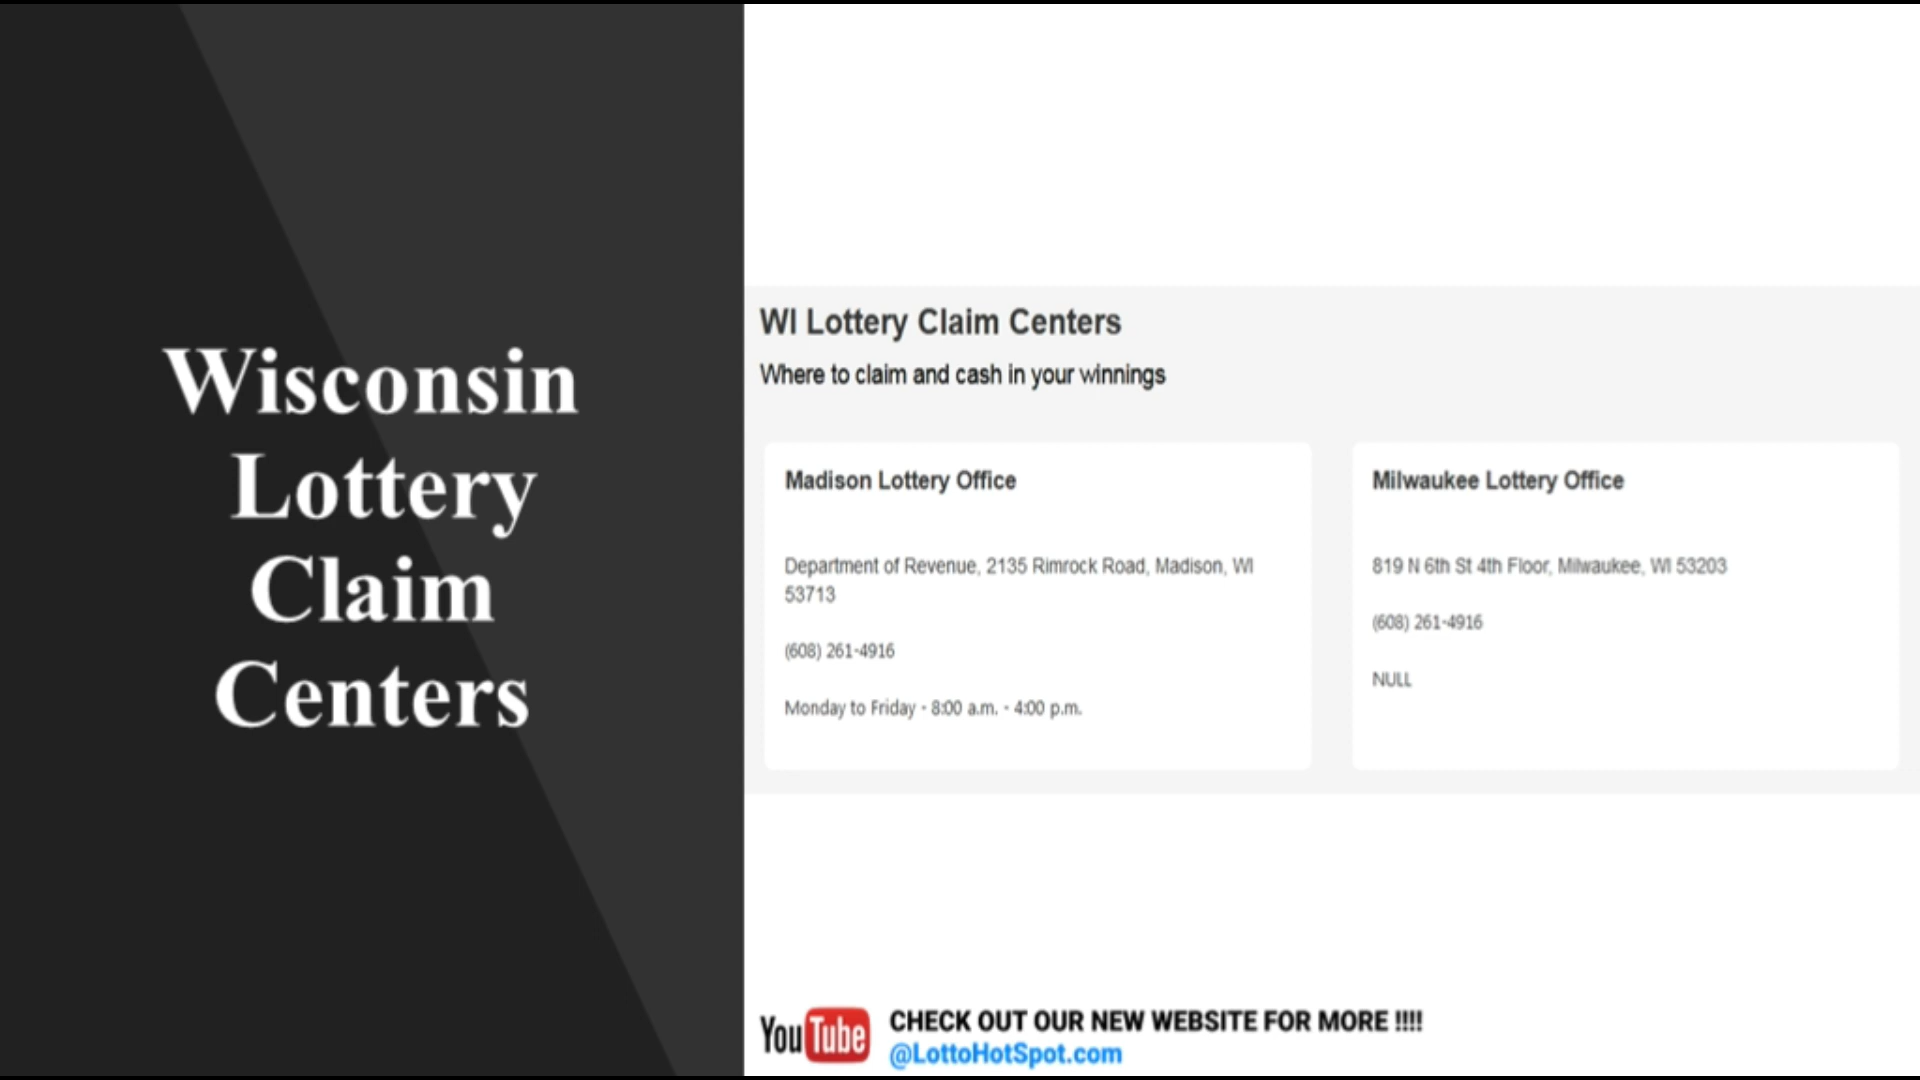 Wisconsin
Lottery
Claim
Centers
WI Lottery Claim Centers
Where to claim and cash in your winnings
Madison Lottery Office
Department of Revenue, 2135 Rimrock Road, Madison, WI
53713
(608) 261-4916
Monday to Friday - 8:00 a.m. - 4:00 p.m.
Milwaukee Lottery Office
819 N 6th St 4th Floor, Milwaukee, WI 53203
(608) 261-4916
NULL
YouTube
CHECK OUT OUR NEW WEBSITE FOR MORE !!!!
@LottoHotSpot.com